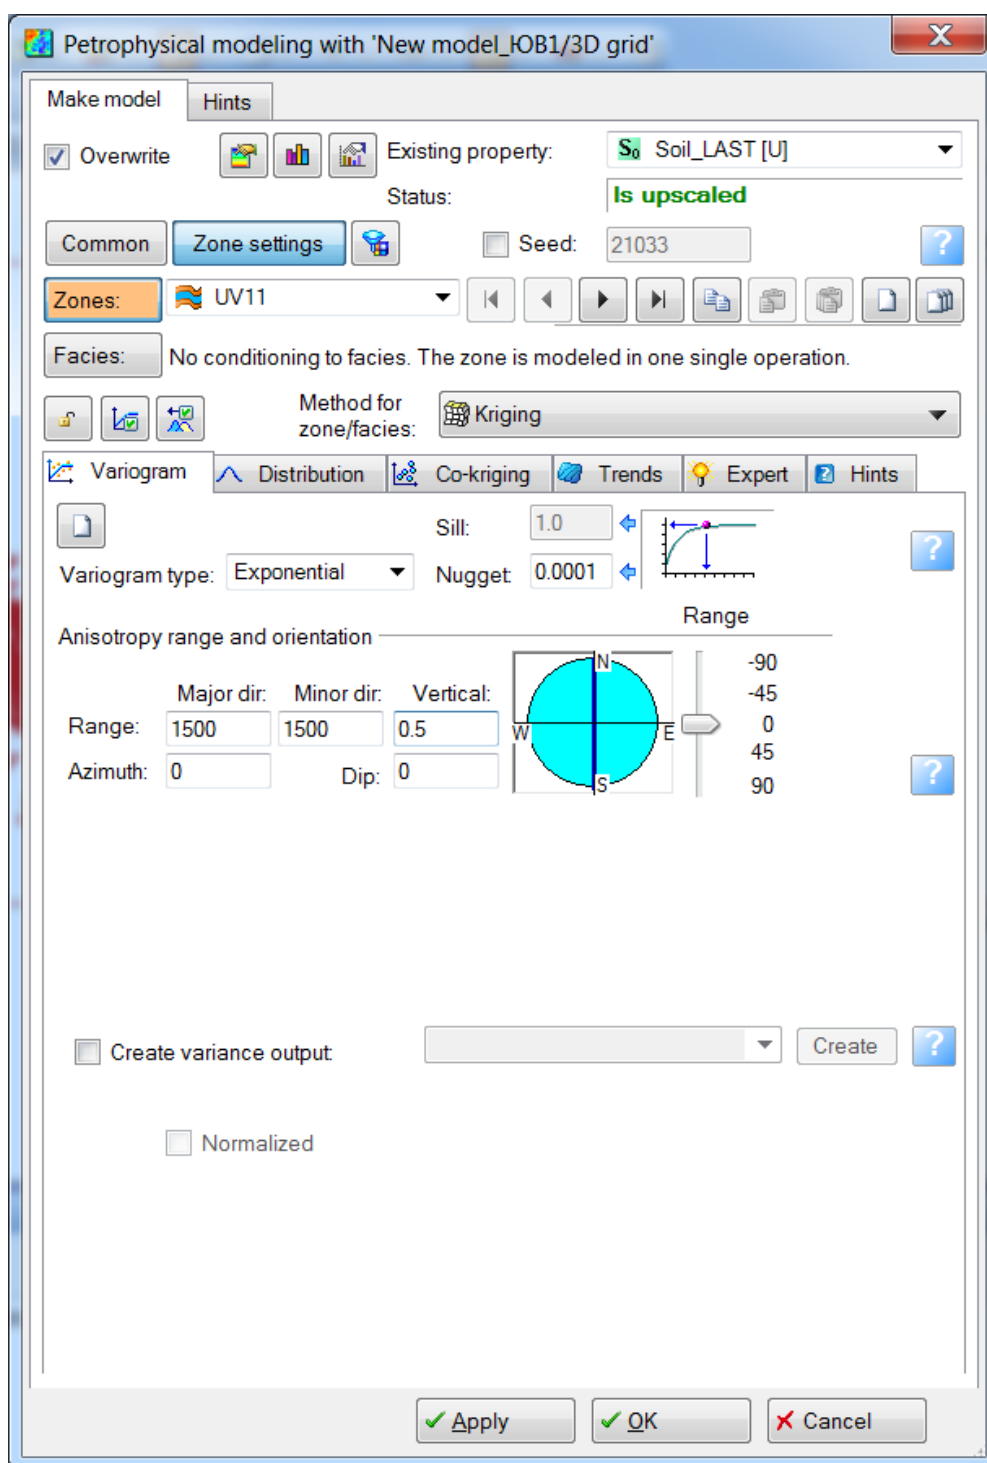 Petrophysical modeling with 'New model_ЮВ1/3D grid'
Make model Hints
Overwrite Existing property: S₀ Soil_LAST [U]
Status: Is upscaled
Common Zone settings Seed: 21033 ?
Zones: UV11
Facies: No conditioning to facies. The zone is modeled in one single operation.
Method for
zone/facies: Kriging
Variogram Distribution Co-kriging Trends Expert ? Hints
Sill: 1.0
?
Variogram type: Exponential Nugget: 0.0001
Range
Anisotropy range and orientation
N -90
Major dir: Minor dir: Vertical: -45
Range: 1500 1500 0.5 W E 0
45
Azimuth: 0 Dip: 0 ?
S 90
Create variance output: Create ?
Normalized
Apply OK Cancel